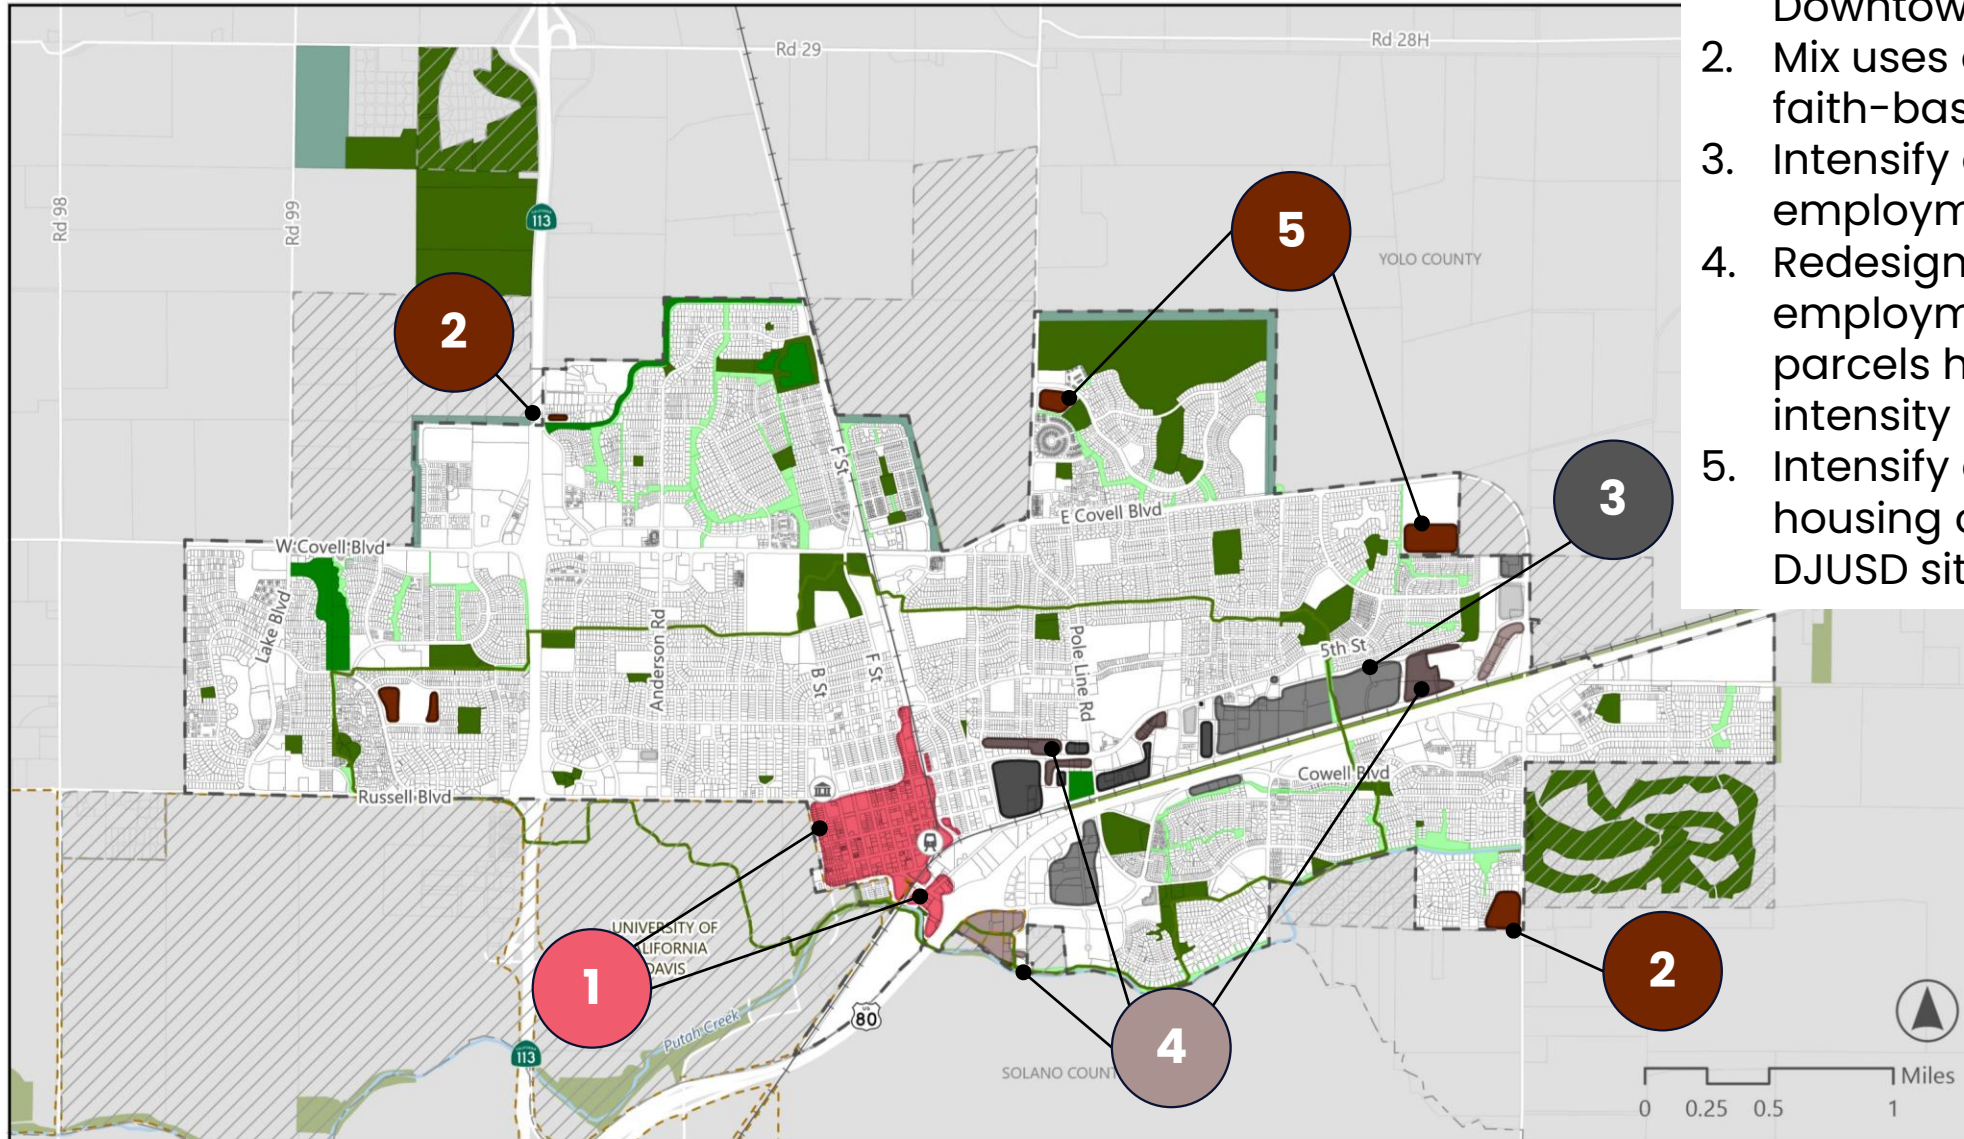 Downtow
2. Mix uses
faith-bas
3. Intensify
employm
4. Redesign
employm
parcels h
intensity
5. Intensify
housing
DJUSD sit
Rd 29
Rd 28H
Rd 98
Rd 99
113
5
YOLO COUNTY
2
F St
3
E Covell Blvd
W Covell Blvd
Lake Blvd
Anderson Rd
B St
F St
Pole Line Rd
5th St
Cowell Blvd
Russell Blvd
UNIVERSITY OF
ALIFORNIA
DAVIS
1
2
80
Putah Creek
113
4
SOLANO COUN
Miles
0 0.25 0.5 1